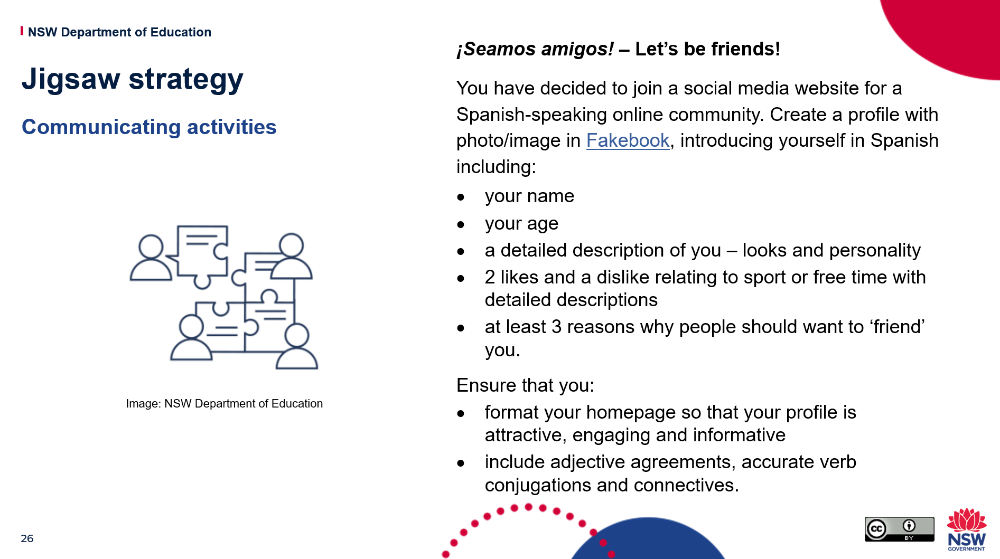 NSW Department of Education
Jigsaw strategy
Communicating activities
Image: NSW Department of Education
¡Seamos amigos! – Let’s be friends!
You have decided to join a social media website for a
Spanish-speaking online community. Create a profile with
photo/image in Fakebook, introducing yourself in Spanish
including:
• your name
• your age
• a detailed description of you – looks and personality
• 2 likes and a dislike relating to sport or free time with
detailed descriptions
• at least 3 reasons why people should want to ‘friend’
you.
Ensure that you:
• format your homepage so that your profile is
attractive, engaging and informative
• include adjective agreements, accurate verb
conjugations and connectives.
26
cc
BY
NSW
GOVERNMENT